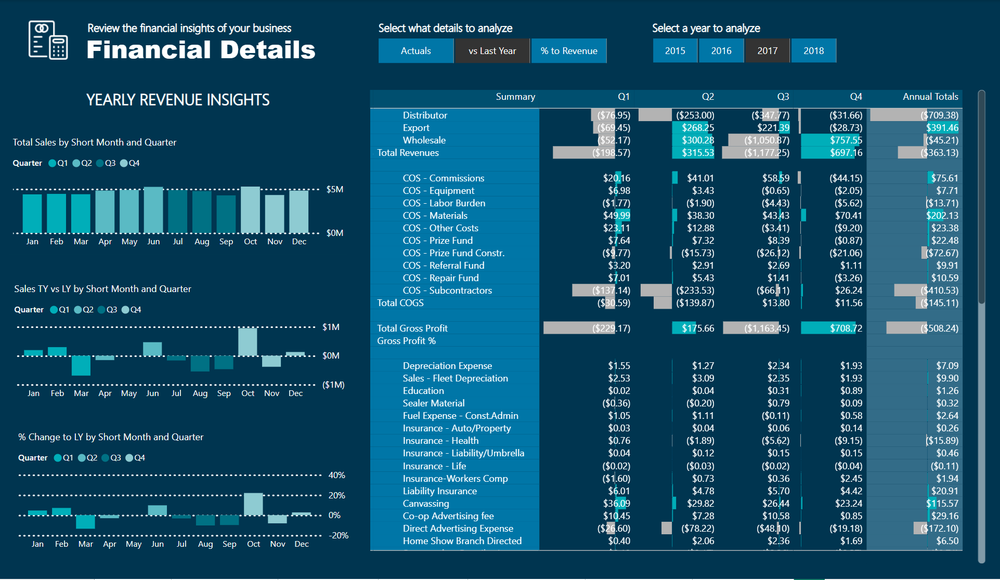 Review the financial insights of your business
Financial Details
Select what details to analyze
Actuals vs Last Year % to Revenue
Select a year to analyze
2015 2016 2017 2018
YEARLY REVENUE INSIGHTS
Total Sales by Short Month and Quarter
Quarter Q1 Q2 Q3 Q4
$5M
$0M
Jan Feb Mar Apr May Jun Jul Aug Sep Oct Nov Dec
Sales TY vs LY by Short Month and Quarter
Quarter Q1 Q2 Q3 Q4
$1M
$0M
($1M)
Jan Feb Mar Apr May Jun Jul Aug Sep Oct Nov Dec
% Change to LY by Short Month and Quarter
Quarter Q1 Q2 Q3 Q4
40%
20%
0%
-20%
Jan Feb Mar Apr May Jun Jul Aug Sep Oct Nov Dec
Summary Q1 Q2 Q3 Q4 Annual Totals
Distributor ($76.95) ($253.00) ($347.77) ($31.66) ($709.38)
Export ($69.45) $268.25 $221.39 ($28.73) $391.46
Wholesale ($52.17) $300.28 ($1,050.87) $757.55 ($45.21)
Total Revenues ($198.57) $315.53 ($1,177.25) $697.16 ($363.13)
COS - Commissions $20.16 $41.01 $58.59 ($44.15) $75.61
COS - Equipment $6.98 $3.43 ($0.65) ($2.05) $7.71
COS - Labor Burden ($1.77) ($1.90) ($4.43) ($5.62) ($13.71)
COS - Materials $49.99 $38.30 $43.43 $70.41 $202.13
COS - Other Costs $23.11 $12.88 ($3.41) ($9.20) $23.38
COS - Prize Fund $7.64 $7.32 $8.39 ($0.87) $22.48
COS - Prize Fund Constr. ($9.77) ($15.73) ($26.12) ($21.06) ($72.67)
COS - Referral Fund $3.20 $2.91 $2.69 $1.11 $9.91
COS - Repair Fund $7.01 $5.43 $1.41 ($3.26) $10.59
COS - Subcontractors ($137.14) ($233.53) ($66.11) $26.24 ($410.53)
Total COGS ($30.59) ($139.87) $13.80 $11.56 ($145.11)
Total Gross Profit ($229.17) $175.66 ($1,163.45) $708.72 ($508.24)
Gross Profit %
Depreciation Expense $1.55 $1.27 $2.34 $1.93 $7.09
Sales - Fleet Depreciation $2.53 $3.09 $2.35 $1.93 $9.90
Education $0.02 $0.04 $0.31 $0.89 $1.26
Sealer Material ($0.36) ($0.20) $0.79 $0.09 $0.32
Fuel Expense - Const.Admin $1.05 $1.11 ($0.11) $0.58 $2.64
Insurance - Auto/Property $0.03 $0.04 $0.06 $0.14 $0.26
Insurance - Health $0.76 ($1.89) ($5.62) ($9.15) ($15.89)
Insurance - Liability/Umbrella $0.04 $0.12 $0.15 $0.15 $0.46
Insurance - Life ($0.02) ($0.03) ($0.02) ($0.04) ($0.11)
Insurance-Workers Comp ($1.60) $0.73 $0.36 $2.45 $1.94
Liability Insurance $6.01 $4.78 $5.70 $4.42 $20.91
Canvassing $36.09 $29.82 $26.44 $23.24 $115.57
Co-op Advertising fee $10.45 $7.28 $10.58 $0.85 $29.16
Direct Advertising Expense ($26.60) ($78.22) ($48.10) ($19.18) ($172.10)
Home Show Branch Directed $0.40 $2.06 $2.36 $1.69 $6.50